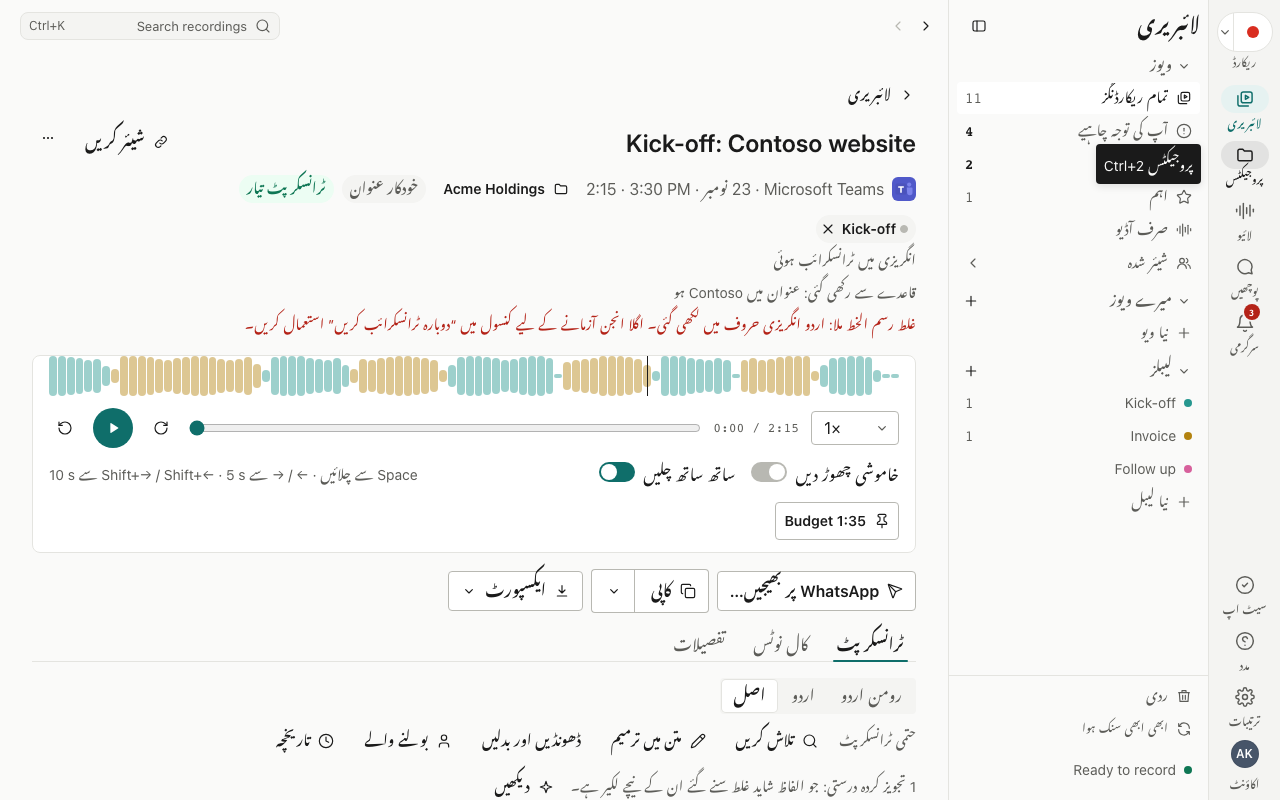 ریکارڈ
لائبریری
پروجیکٹس
لائیو
پوچھیں
3
سرگرمی
سیٹ اپ
مدد
ترتیبات
AK
اکاؤنٹ
لائبریری
ویوز
تمام ریکارڈنگز 11
آپ کی توجہ چاہیے 4
2
پروجیکٹس Ctrl+2
اہم 1
صرف آڈیو
شیئر شدہ
میرے ویوز
نیا ویو
لیبلز
Kick-off 1
Invoice 1
Follow up
نیا لیبل
ردی
ابھی ابھی سنک ہوا
Ready to record
Search recordings Ctrl+K
لائبریری
Kick-off: Contoso website
شیئر کریں
Microsoft Teams · 23 نومبر · 3:30 PM · 2:15 Acme Holdings خودکار عنوان ٹرانسکرپٹ تیار
Kick-off
انگریزی میں ٹرانسکرائب ہوئی
قاعدے سے رکھی گئی: عنوان میں Contoso ہو
غلط رسم الخط ملا: اردو انگریزی حروف میں لکھی گئی۔ اگلا انجن آزمانے کے لیے کنسول میں "دوبارہ ٹرانسکرائب کریں" استعمال کریں۔
0:00 / 2:15 1×
خاموشی چھوڑ دیں ساتھ ساتھ چلیں
Space سے چلائیں · ← / → سے 5 s · Shift+← / Shift+→ سے 10 s
Budget 1:35
WhatsApp پر بھیجیں... کاپی ایکسپورٹ
ٹرانسکرپٹ کال نوٹس تفصیلات
رومن اردو اردو اصل
حتمی ٹرانسکرپٹ تلاش کریں متن میں ترمیم ڈھونڈیں اور بدلیں بولنے والے تاریخچہ
1 تجویز کردہ درستی: جو الفاظ شاید غلط سنے گئے ان کے نیچے لکیر ہے۔ دیکھیں